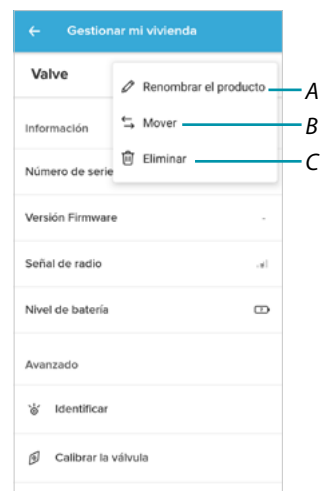 Gestionar mi vivienda
Valve
Renombrar el producto
A
Mover
B
Eliminar
C
Información
Número de serie
Versión Firmware
-
Señal de radio
Nivel de batería
Avanzado
Identificar
Calibrar la válvula